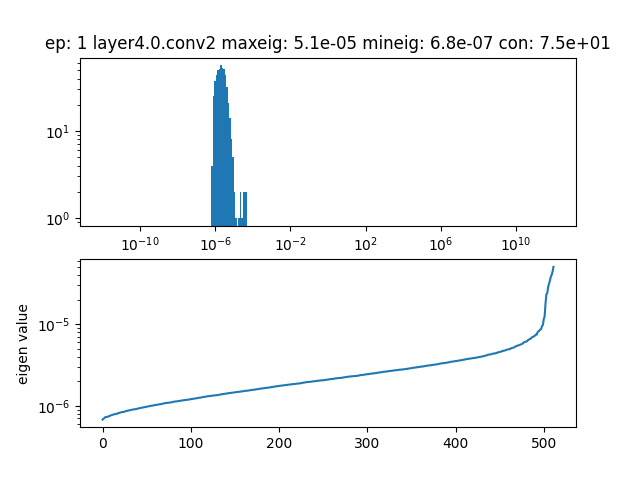 ep: 1 layer4.0.conv2 maxeig: 5.1e-05 mineig: 6.8e-07 con: 7.5e+01
10¹
10⁰
10⁻¹⁰ 10⁻⁶ 10⁻² 10² 10⁶ 10¹⁰
eigen value
10⁻⁵
10⁻⁶
0 100 200 300 400 500